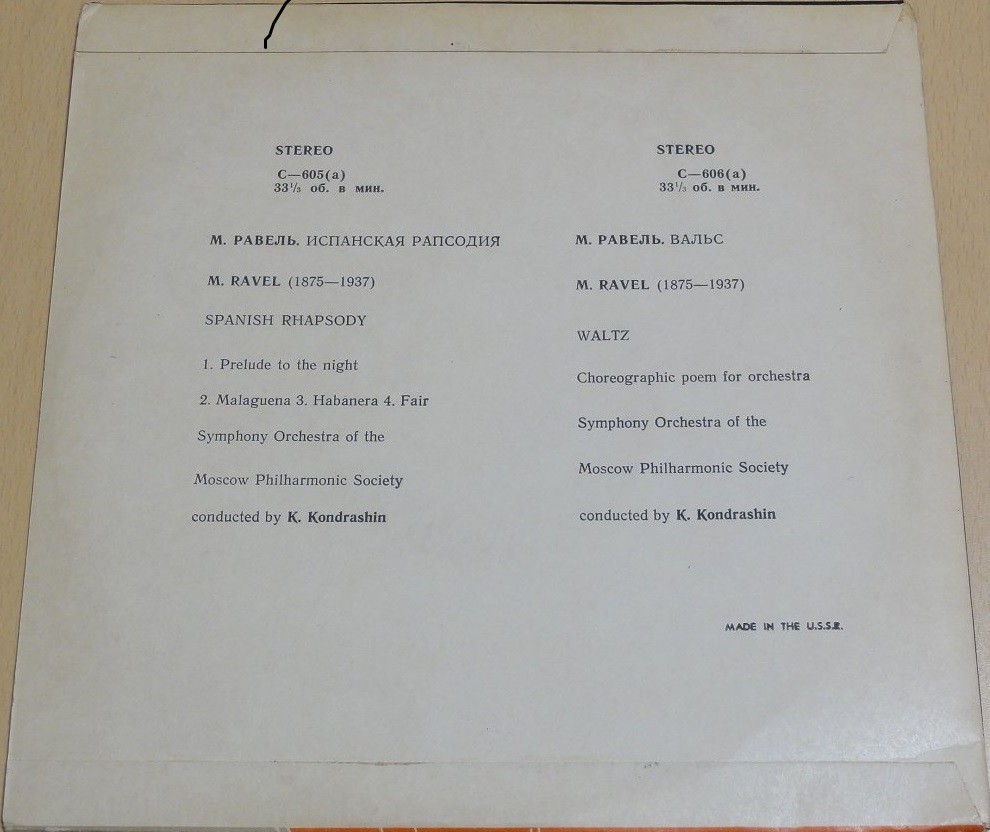 STEREO
С—605(а)
33⅓ об. в мин.
М. РАВЕЛЬ. ИСПАНСКАЯ РАПСОДИЯ
M. RAVEL (1875—1937)
SPANISH RHAPSODY
1. Prelude to the night
2. Malaguena 3. Habanera 4. Fair
Symphony Orchestra of the
Moscow Philharmonic Society
conducted by K. Kondrashin
STEREO
С—606(а)
33⅓ об. в мин.
М. РАВЕЛЬ. ВАЛЬС
M. RAVEL (1875—1937)
WALTZ
Choreographic poem for orchestra
Symphony Orchestra of the
Moscow Philharmonic Society
conducted by K. Kondrashin
MADE IN THE U.S.S.R.